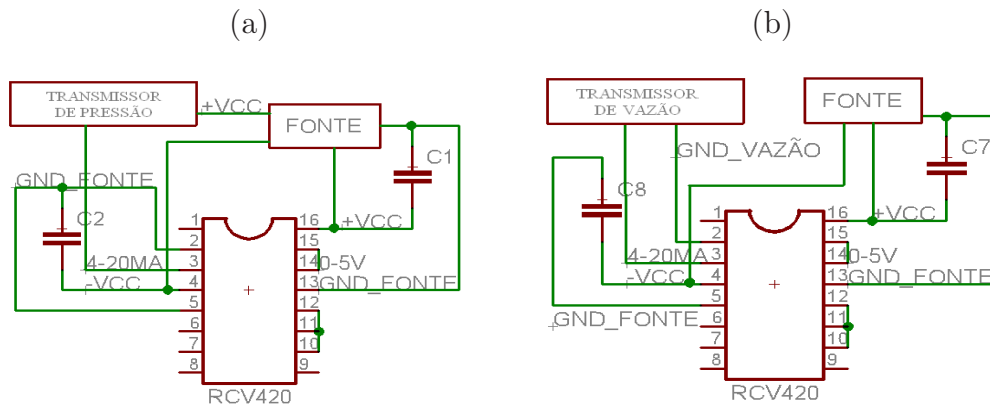 (a)
TRANSMISSOR
DE PRESSÃO
+VCC
FONTE
C1
GND_FONTE
C2
+VCC
4-20MA
-VCC
0-5V
GND_FONTE
1
2
3
4
5
6
7
8
16
15
14
13
12
11
10
9
RCV420
(b)
TRANSMISSOR
DE VAZÃO
FONTE
GND_VAZÃO
C7
C8
+VCC
4-20MA
-VCC
0-5V
GND_FONTE
GND_FONTE
1
2
3
4
5
6
7
8
16
15
14
13
12
11
10
9
RCV420